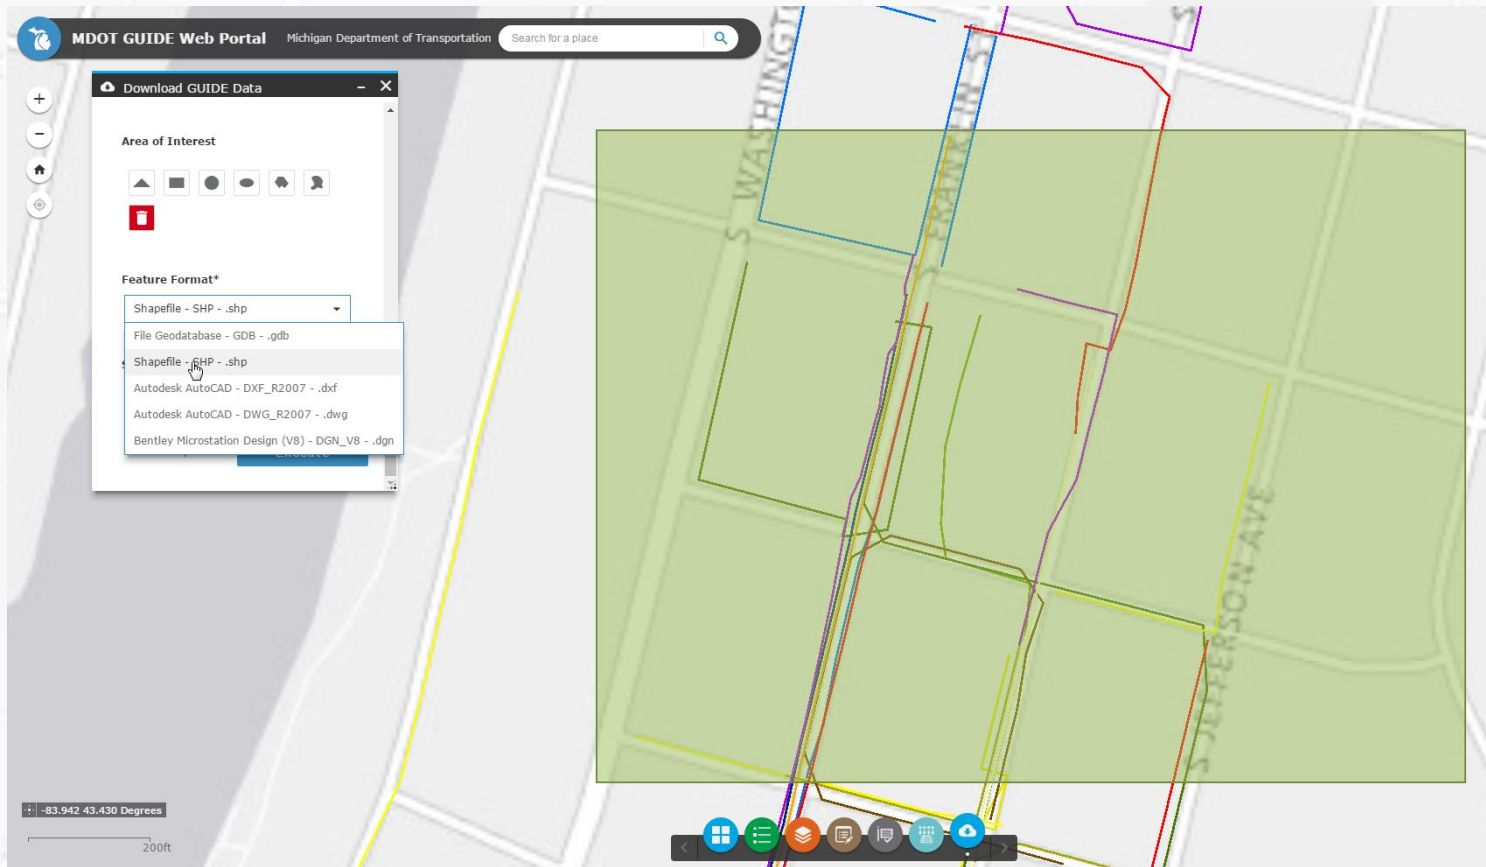 MDOT GUIDE Web Portal
Michigan Department of Transportation
Search for a place
Download GUIDE Data
Area of Interest
Feature Format*
Shapefile - SHP - .shp
File Geodatabase - GDB - .gdb
Shapefile - SHP - .shp
Autodesk AutoCAD - DXF_R2007 - .dxf
Autodesk AutoCAD - DWG_R2007 - .dwg
Bentley Microstation Design (V8) - DGN_V8 - .dgn
S WASHINGTO
S FRANKLIN S
S JEFFERSON AVE
-83.942 43.430 Degrees
200ft